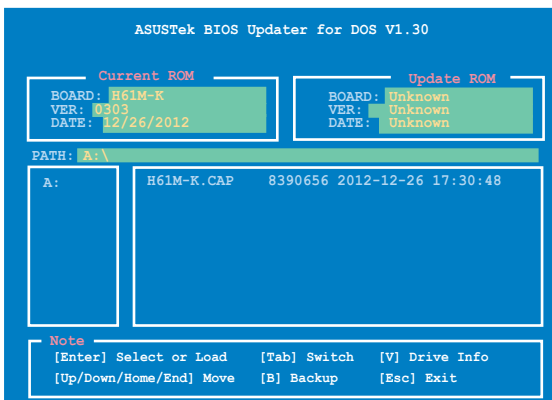 ASUSTek BIOS Updater for DOS V1.30
Current ROM
BOARD: H61M-K
VER: 0303
DATE: 12/26/2012
Update ROM
BOARD: Unknown
VER: Unknown
DATE: Unknown
PATH: A:\
A:
H61M-K.CAP 8390656 2012-12-26 17:30:48
Note
[Enter] Select or Load [Tab] Switch [V] Drive Info
[Up/Down/Home/End] Move [B] Backup [Esc] Exit